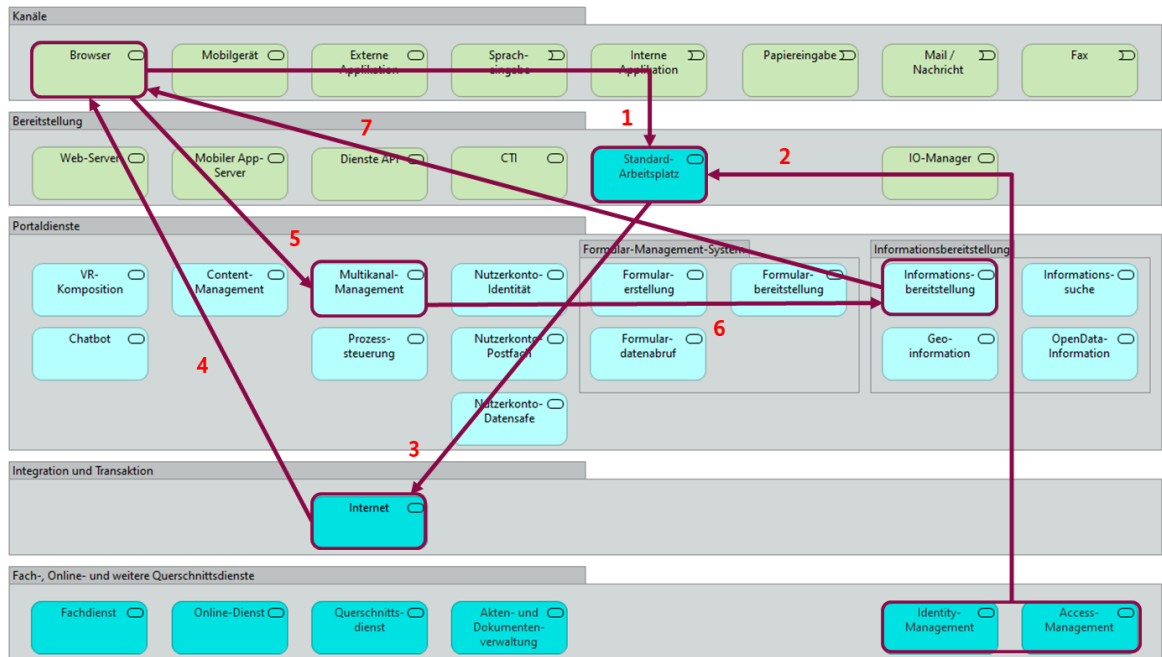 Kanäle
Browser
Mobilgerät
Externe
Applikation
Sprach-
eingabe
Interne
Applikation
Papiereingabe
Mail /
Nachricht
Fax
1
Bereitstellung
7
Web-Server
Mobiler App-
Server
Dienste API
CTI
Standard-
Arbeitsplatz
2
IO-Manager
Portaldienste
5
Formular-Management-System
Informationsbereitstellung
VR-
Komposition
Content-
Management
Multikanal-
Management
Nutzerkonto-
Identität
Formular-
erstellung
Formular-
bereitstellung
Informations-
bereitstellung
Informations-
suche
6
Chatbot
Prozess-
steuerung
Nutzerkonto-
Postfach
Formular-
datenabruf
Geo-
information
OpenData-
Information
4
Nutzerkonto-
Datensafe
3
Integration und Transaktion
Internet
Fach-, Online- und weitere Querschnittsdienste
Fachdienst
Online-Dienst
Querschnitts-
dienst
Akten- und
Dokumenten-
verwaltung
Identity-
Management
Access-
Management